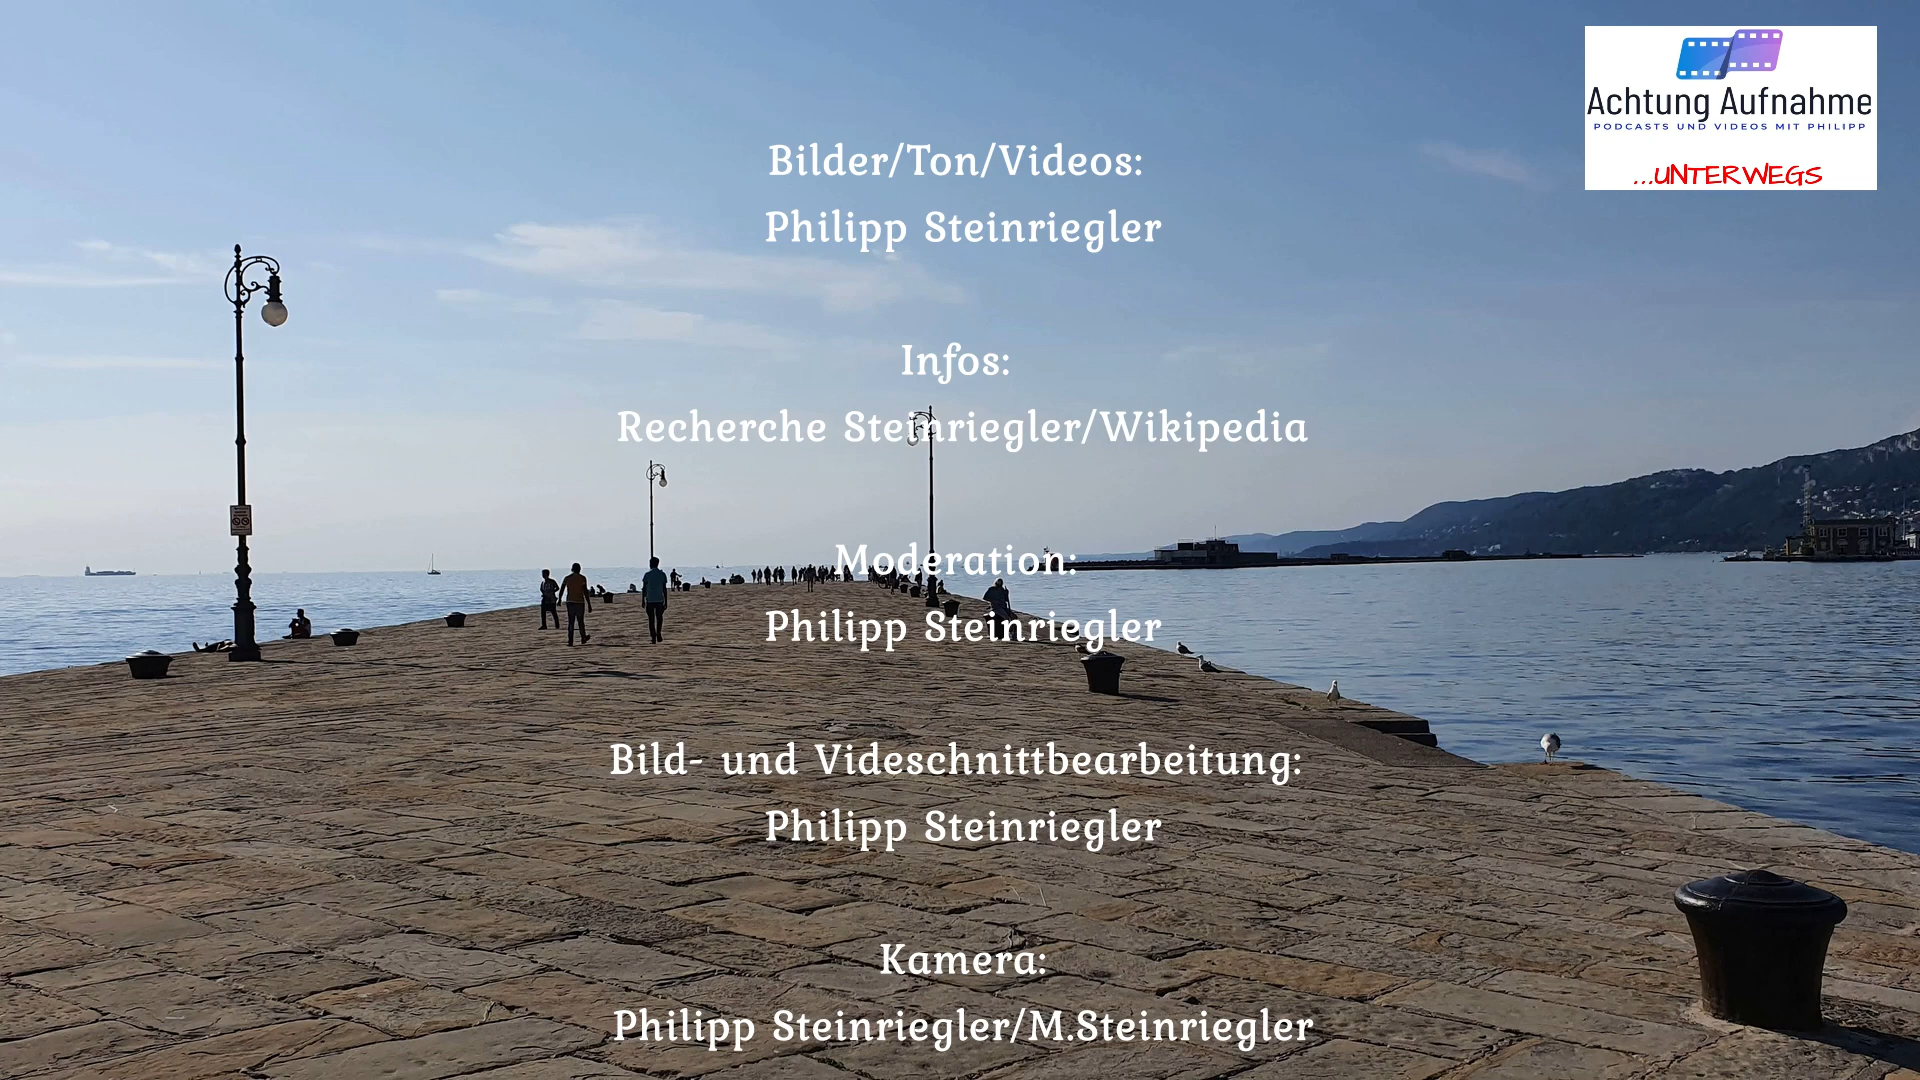 Achtung Aufnahme
PODCASTS UND VIDEOS MIT PHILIPP
...UNTERWEGS
Bilder/Ton/Videos:
Philipp Steinriegler
Infos:
Recherche Steinriegler/Wikipedia
Moderation:
Philipp Steinriegler
Bild- und Videschnittbearbeitung:
Philipp Steinriegler
Kamera:
Philipp Steinriegler/M.Steinriegler